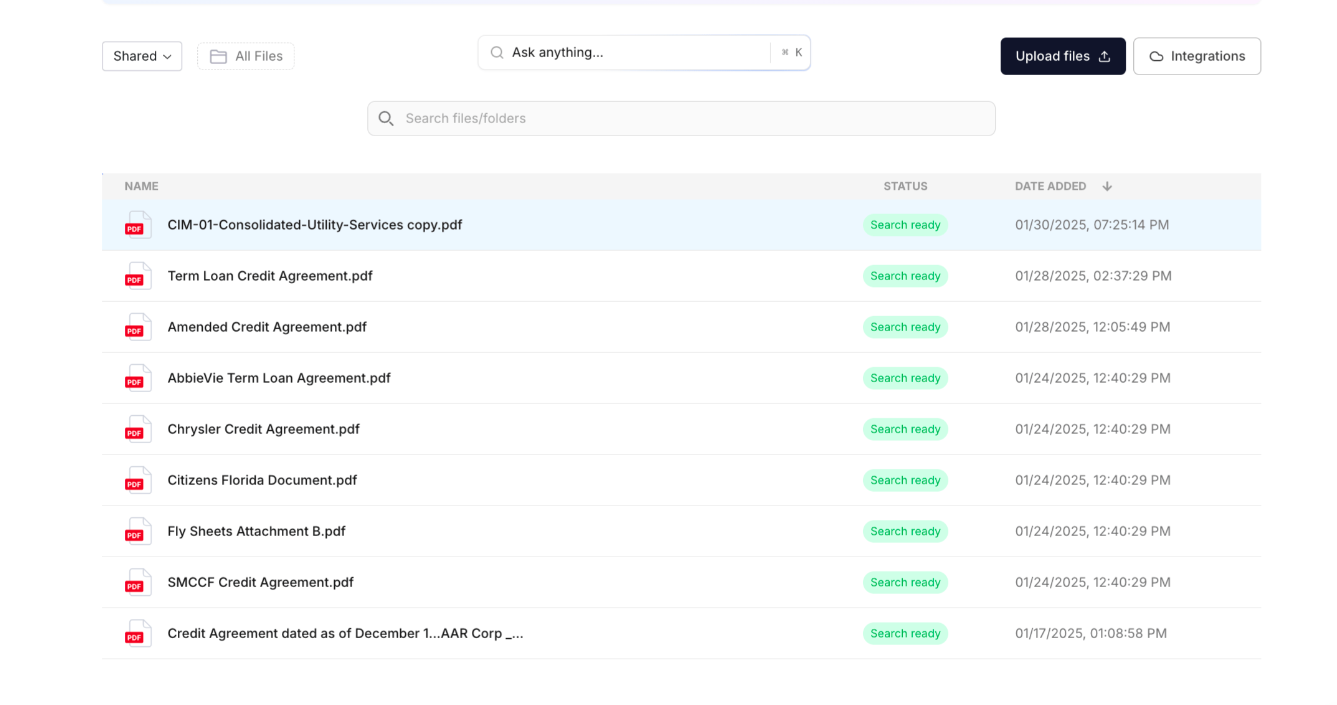 Shared
All Files
Ask anything...
⌘ K
Upload files
Integrations
Search files/folders
NAME STATUS DATE ADDED
PDF CIM-01-Consolidated-Utility-Services copy.pdf Search ready 01/30/2025, 07:25:14 PM
PDF Term Loan Credit Agreement.pdf Search ready 01/28/2025, 02:37:29 PM
PDF Amended Credit Agreement.pdf Search ready 01/28/2025, 12:05:49 PM
PDF AbbieVie Term Loan Agreement.pdf Search ready 01/24/2025, 12:40:29 PM
PDF Chrysler Credit Agreement.pdf Search ready 01/24/2025, 12:40:29 PM
PDF Citizens Florida Document.pdf Search ready 01/24/2025, 12:40:29 PM
PDF Fly Sheets Attachment B.pdf Search ready 01/24/2025, 12:40:29 PM
PDF SMCCF Credit Agreement.pdf Search ready 01/24/2025, 12:40:29 PM
PDF Credit Agreement dated as of December 1...AAR Corp _... Search ready 01/17/2025, 01:08:58 PM